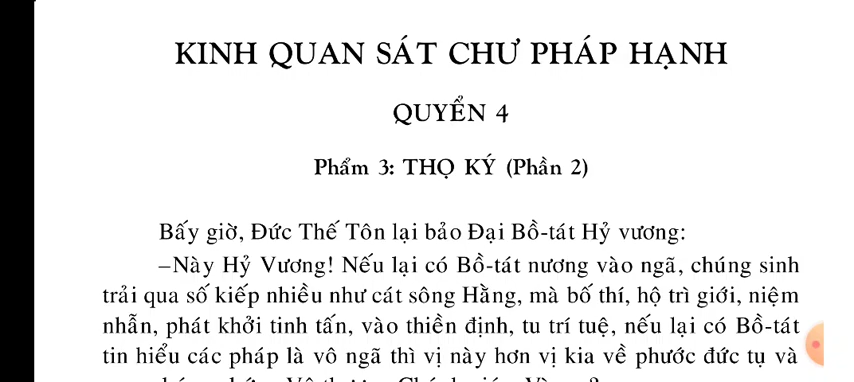 KINH QUAN SÁT CHƯ PHÁP HẠNH
QUYỂN 4
Phẩm 3: THỌ KÝ (Phần 2)
Bấy giờ, Đức Thế Tôn lại bảo Đại Bồ-tát Hỷ vương:
–Này Hỷ Vương! Nếu lại có Bồ-tát nương vào ngã, chúng sinh
trải qua số kiếp nhiều như cát sông Hằng, mà bố thí, hộ trì giới, niệm
nhẫn, phát khởi tinh tấn, vào thiền định, tu trí tuệ, nếu lại có Bồ-tát
tin hiểu các pháp là vô ngã thì vị này hơn vị kia về phước đức tụ và